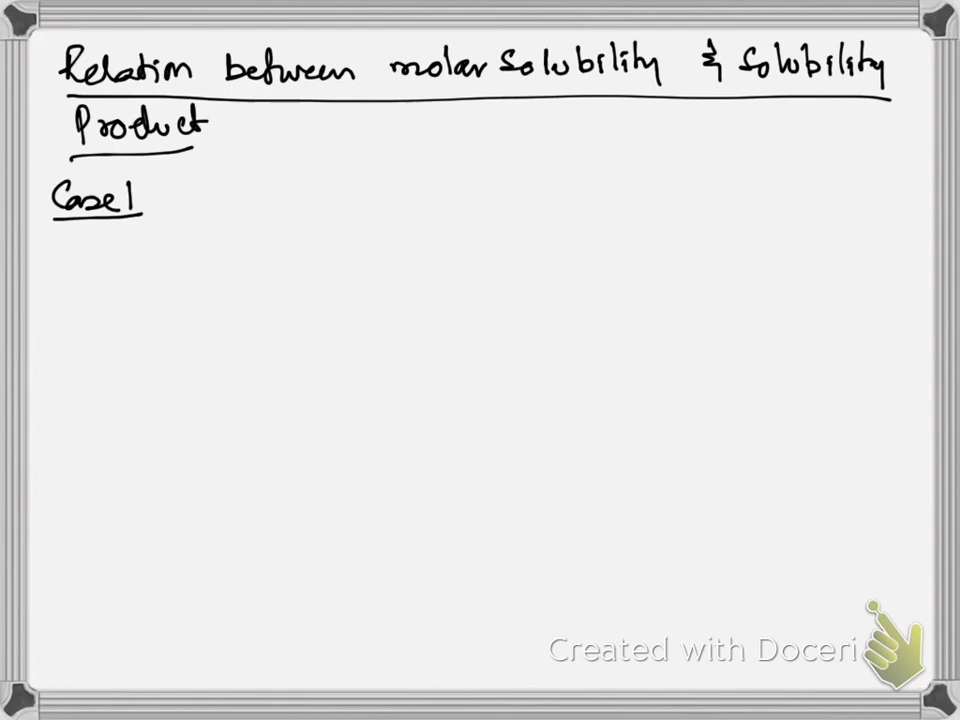 Relation between molar solubility & solubility
Product
Case 1
Created with Doceri